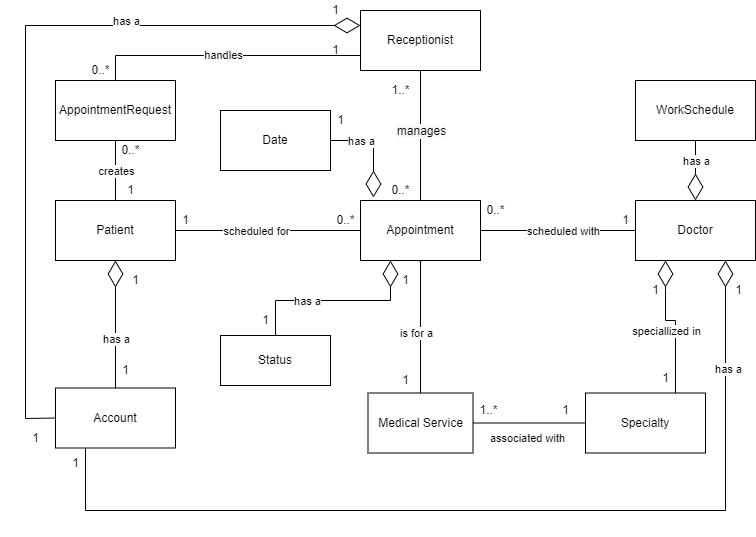 1
has a
Receptionist
handles
1
0..*
1..*
AppointmentRequest
WorkSchedule
1
Date
has a
manages
0..*
has a
creates
1
0..*
0..*
Patient
1
scheduled for
0..*
Appointment
scheduled with
1
Doctor
1
1
1
1
has a
1
is for a
speciallized in
has a
Status
has a
1
1
1
Account
Medical Service
1..*
1
Specialty
associated with
1
1